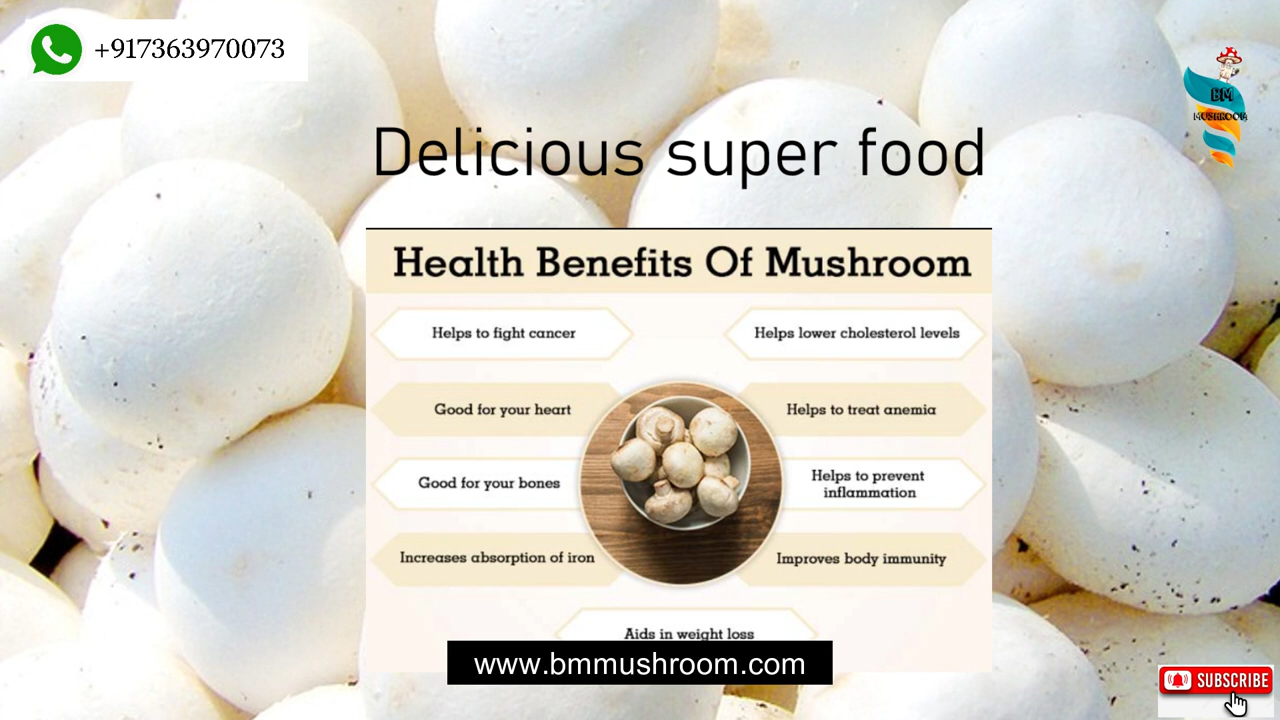 +917363970073
BM
MUSHROOM
Delicious super food
Health Benefits Of Mushroom
Helps to fight cancer
Helps lower cholesterol levels
Good for your heart
Helps to treat anemia
Good for your bones
Helps to prevent
inflammation
Increases absorption of iron
Improves body immunity
Aids in weight loss
www.bmmushroom.com
SUBSCRIBE